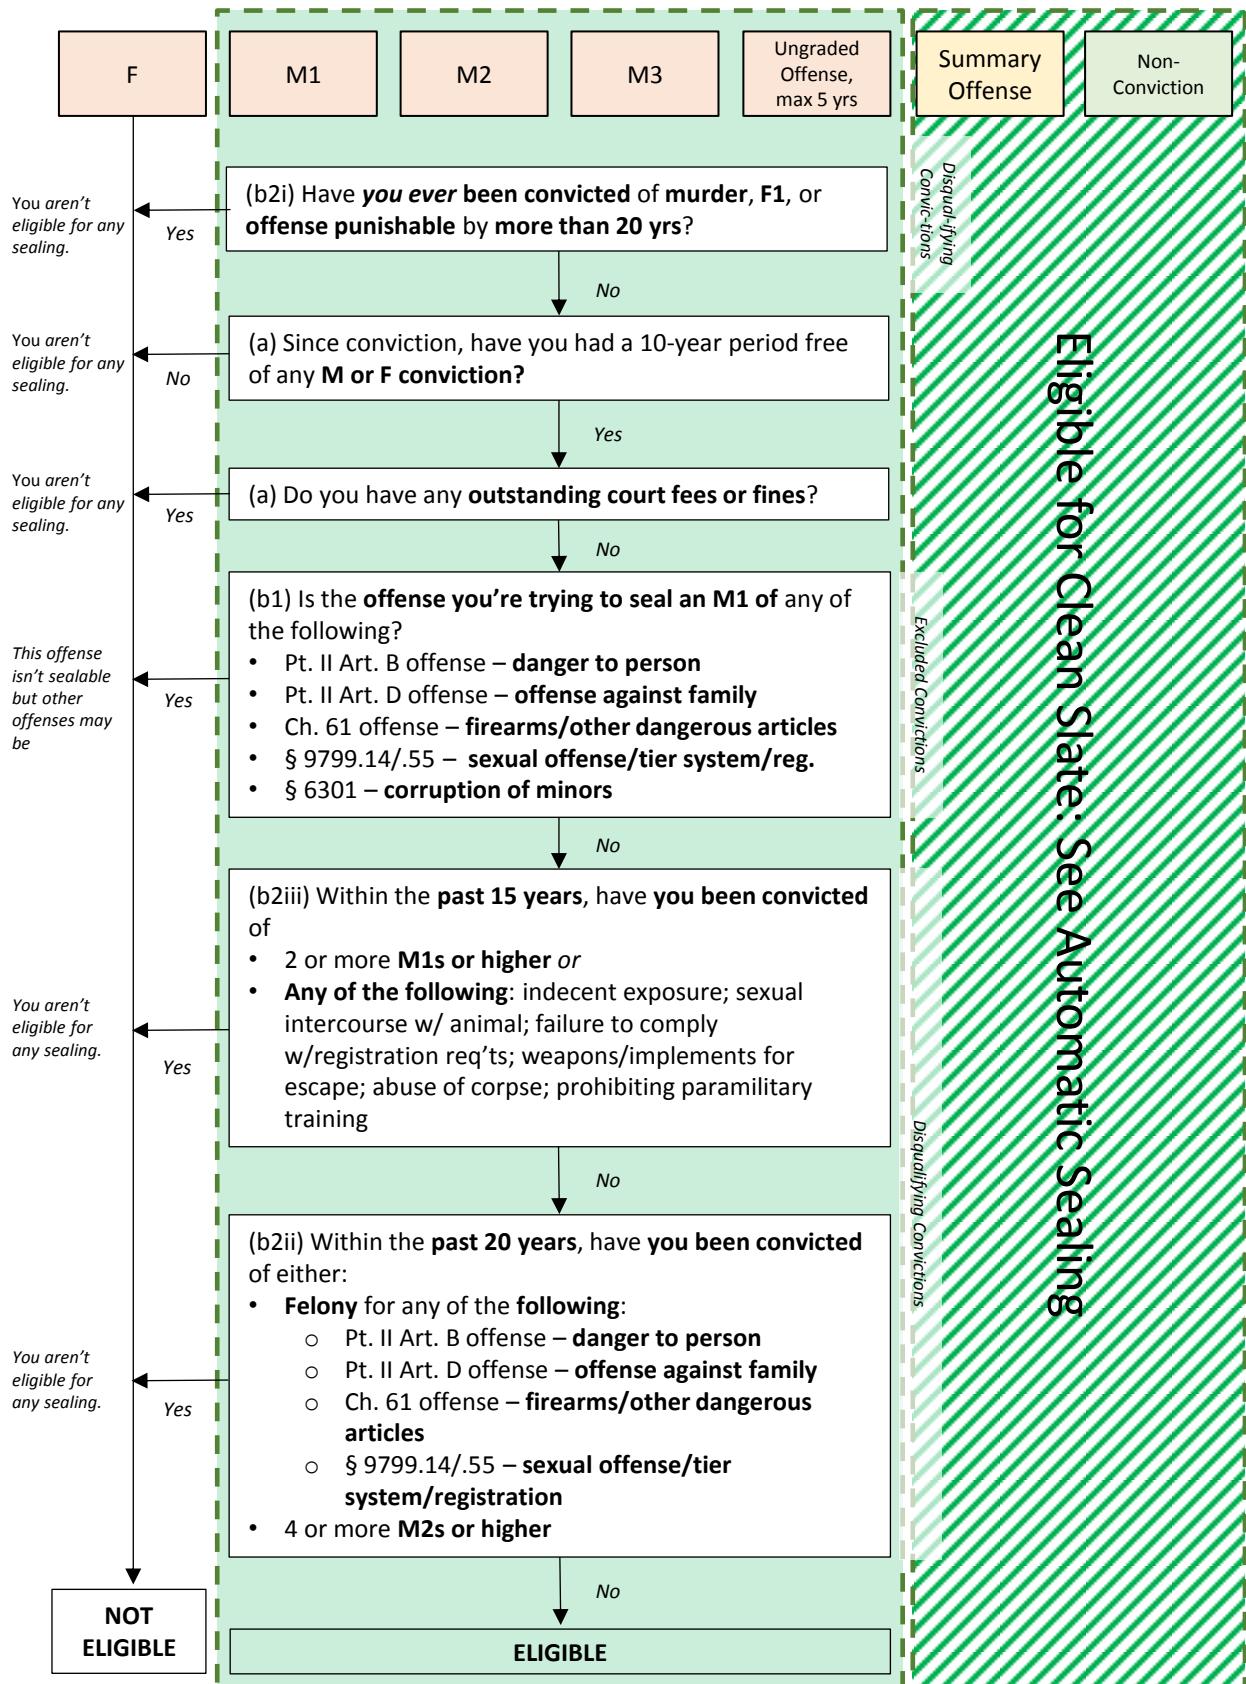 F
M1
M2
M3
Ungraded
Offense,
max 5 yrs
Summary
Offense
Non-
Conviction
(b2i) Have you ever been convicted of murder, F1, or
offense punishable by more than 20 yrs?
You aren't
eligible for any
sealing.
Yes
No
Disqual-ifying
Convic-tions
(a) Since conviction, have you had a 10-year period free
of any M or F conviction?
You aren't
eligible for any
sealing.
No
Yes
(a) Do you have any outstanding court fees or fines?
You aren't
eligible for any
sealing.
Yes
No
(b1) Is the offense you're trying to seal an M1 of any of
the following?
• Pt. II Art. B offense – danger to person
• Pt. II Art. D offense – offense against family
• Ch. 61 offense – firearms/other dangerous articles
• § 9799.14/.55 – sexual offense/tier system/reg.
• § 6301 – corruption of minors
This offense
isn't sealable
but other
offenses may
be
Yes
No
Excluded Convictions
(b2iii) Within the past 15 years, have you been convicted
of
• 2 or more M1s or higher or
• Any of the following: indecent exposure; sexual
intercourse w/ animal; failure to comply
w/registration req'ts; weapons/implements for
escape; abuse of corpse; prohibiting paramilitary
training
You aren't
eligible for
any sealing.
Yes
No
Disqualifying Convictions
(b2ii) Within the past 20 years, have you been convicted
of either:
• Felony for any of the following:
o Pt. II Art. B offense – danger to person
o Pt. II Art. D offense – offense against family
o Ch. 61 offense – firearms/other dangerous
articles
o § 9799.14/.55 – sexual offense/tier
system/registration
• 4 or more M2s or higher
You aren't
eligible for
any sealing.
Yes
No
NOT
ELIGIBLE
ELIGIBLE
Eligible for Clean Slate: See Automatic Sealing